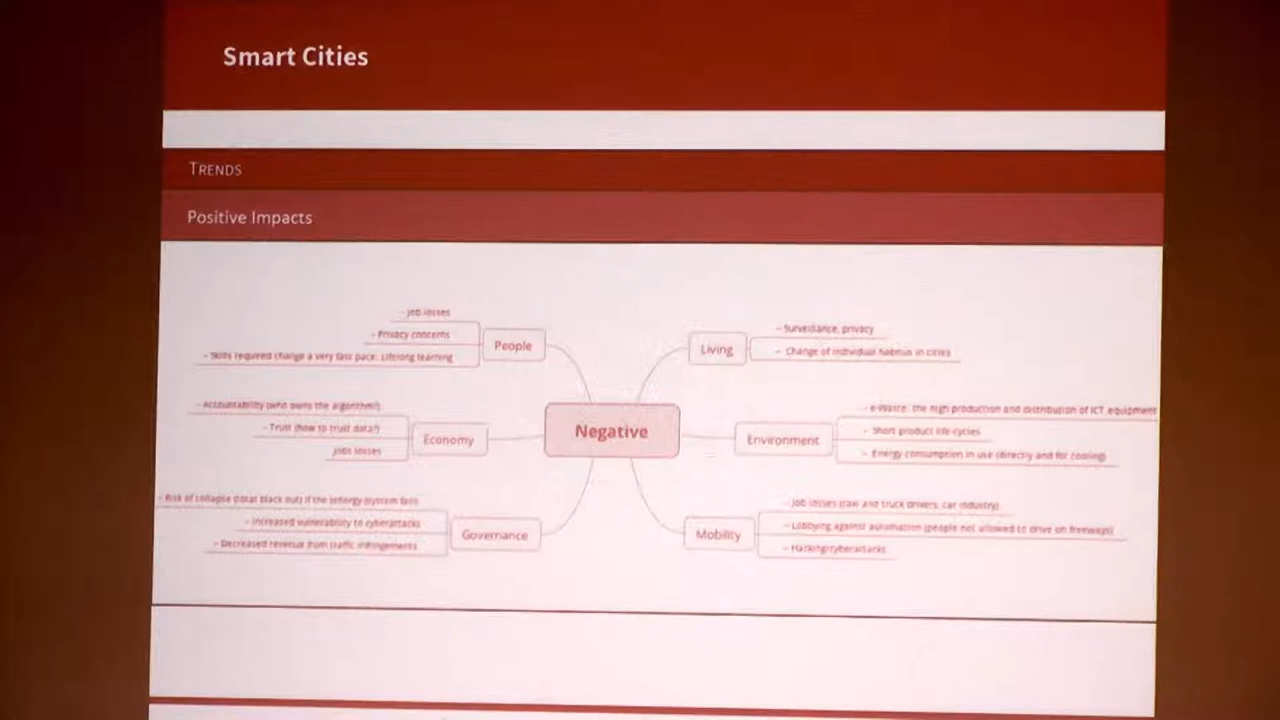 Smart Cities
TRENDS
Positive Impacts
Negative
People
- Job losses
- Privacy concerns
- Skills required change a very fast pace: Lifelong learning
Economy
- Accountability (who owns the algorithm?)
- Trust (how to trust data?)
Jobs losses
Governance
- Risk of collapse (total black out) if the (energy )system fails
- Increased vulnerability to cyberattacks
- Decreased revenue from traffic infringements
Living
- Surveillance, privacy
- Change of individual habitus in cities
Environment
- e-Waste: the high production and distribution of ICT equipment
- Short product life-cycles
- Energy consumption in use (directly and for cooling)
Mobility
- Job losses (taxi and truck drivers, car industry)
- Lobbying against automation (people not allowed to drive on freeways)
- Hacking/cyberattacks